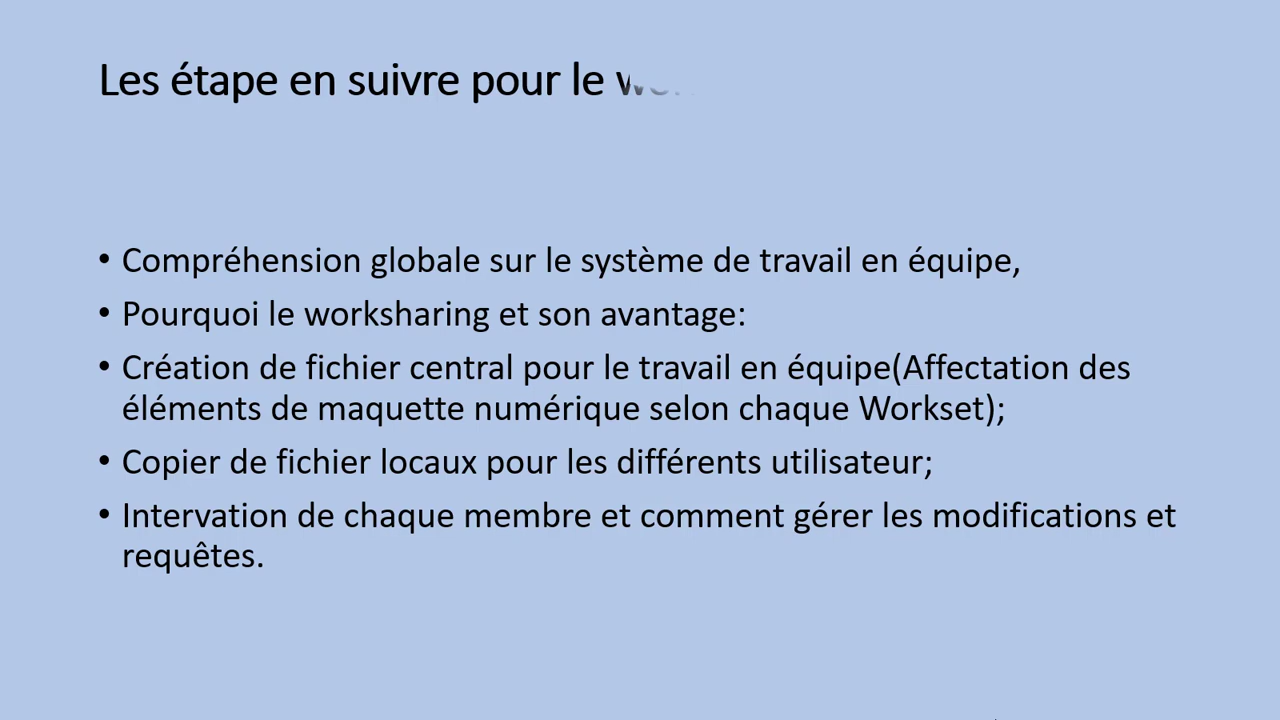 Les étape en suivre pour le
• Compréhension globale sur le système de travail en équipe,
• Pourquoi le worksharing et son avantage:
• Création de fichier central pour le travail en équipe(Affectation des
éléments de maquette numérique selon chaque Workset);
• Copier de fichier locaux pour les différents utilisateur;
• Intervation de chaque membre et comment gérer les modifications et
requêtes.